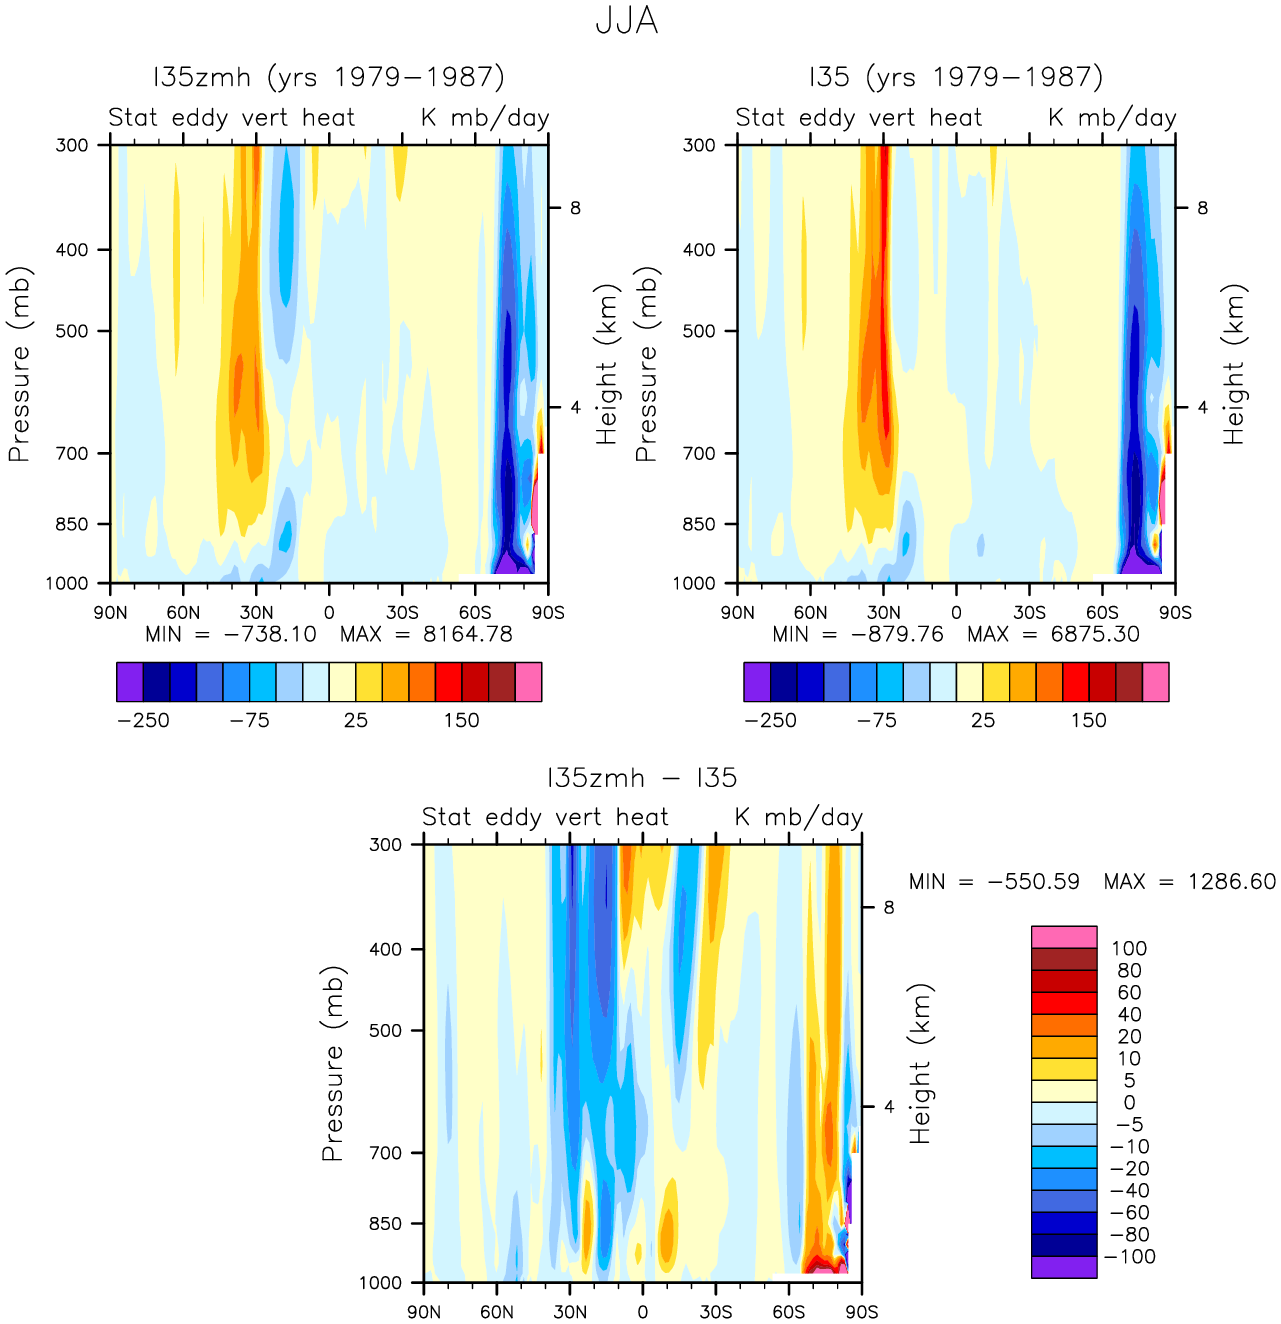 JJA
I35zmh (yrs 1979−1987)
Stat eddy vert heat K mb/day
300
400
500
700
850
1000
Pressure (mb)
8
4
Height (km)
90N 60N 30N 0 30S 60S 90S
MIN = −738.10 MAX = 8164.78
−250 −75 25 150
I35 (yrs 1979−1987)
Stat eddy vert heat K mb/day
300
400
500
700
850
1000
Pressure (mb)
8
4
Height (km)
90N 60N 30N 0 30S 60S 90S
MIN = −879.76 MAX = 6875.30
−250 −75 25 150
I35zmh − I35
Stat eddy vert heat K mb/day
300
400
500
700
850
1000
Pressure (mb)
8
4
Height (km)
90N 60N 30N 0 30S 60S 90S
MIN = −550.59 MAX = 1286.60
100
80
60
40
20
10
5
0
−5
−10
−20
−40
−60
−80
−100